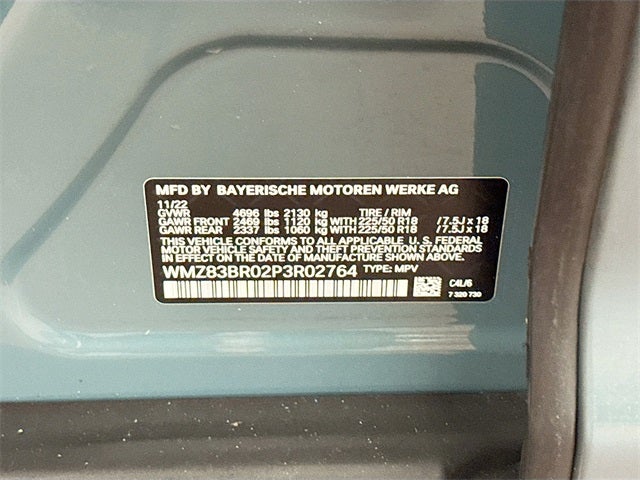 MFD BY BAYERISCHE MOTOREN WERKE AG
11/22
GVWR 4696 lbs 2130 kg TIRE / RIM
GAWR FRONT 2469 lbs 1120 kg WITH 225/50 R18 /7.5J x 18
GAWR REAR 2337 lbs 1060 kg WITH 225/50 R18 /7.5J x 18
THIS VEHICLE CONFORMS TO ALL APPLICABLE U. S. FEDERAL
MOTOR VEHICLE SAFETY AND THEFT PREVENTION STANDARDS
IN EFFECT ON THE DATE OF MANUFACTURE SHOWN ABOVE.
WMZ83BR02P3R02764 TYPE: MPV
C4L/6
7 320 730